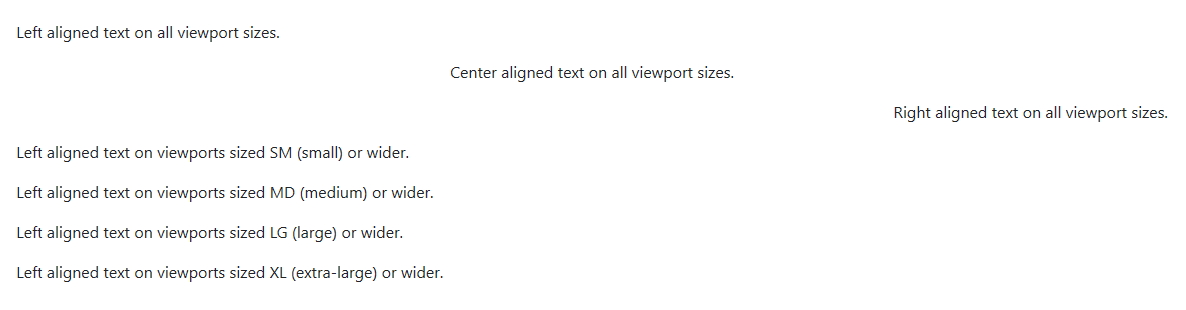 Left aligned text on all viewport sizes.
Center aligned text on all viewport sizes.
Right aligned text on all viewport sizes.
Left aligned text on viewports sized SM (small) or wider.
Left aligned text on viewports sized MD (medium) or wider.
Left aligned text on viewports sized LG (large) or wider.
Left aligned text on viewports sized XL (extra-large) or wider.